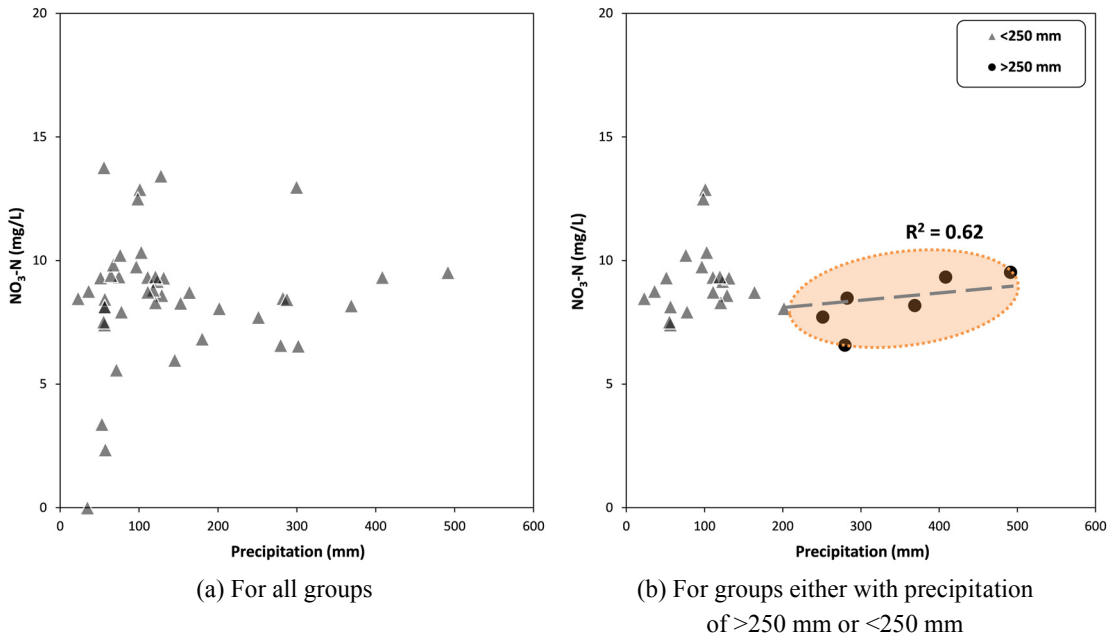 20
15
10
5
0
NO₃-N (mg/L)
0 100 200 300 400 500 600
Precipitation (mm)
(a) For all groups
20
15
10
5
0
NO₃-N (mg/L)
<250 mm
>250 mm
R² = 0.62
0 100 200 300 400 500 600
Precipitation (mm)
(b) For groups either with precipitation
of >250 mm or <250 mm